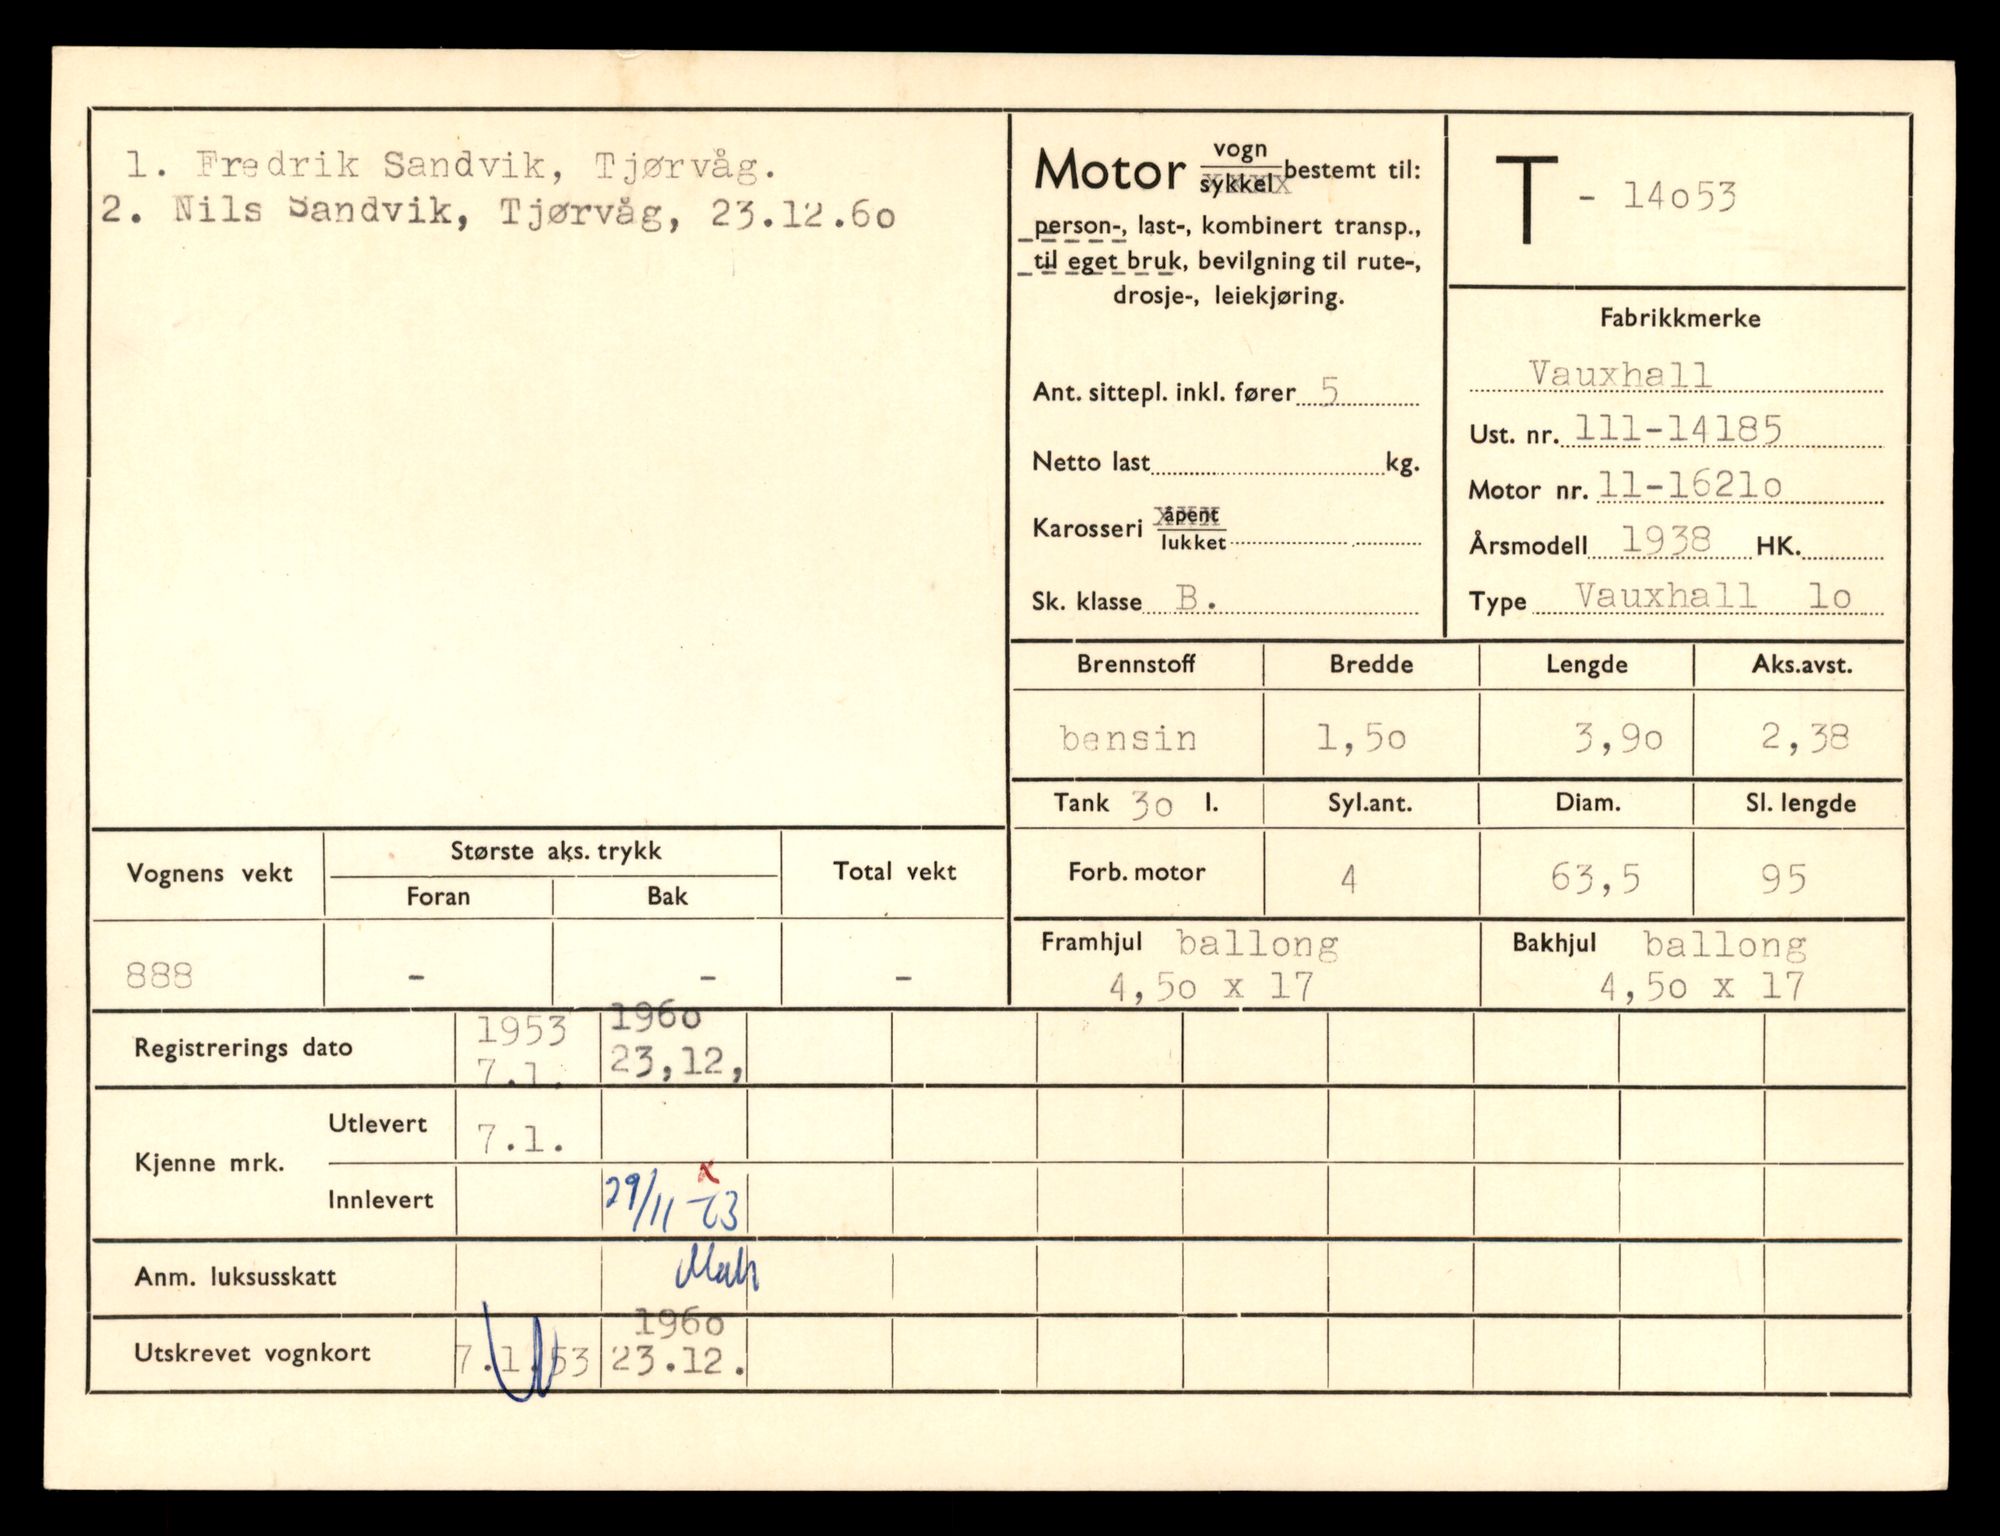 1. Fredrik Sandvik, Tjørvåg.
2. Nils Sandvik, Tjørvåg, 23.12.6o
Motor vogn
sykkel bestemt til:
person-, last-, kombinert transp.,
til eget bruk, bevilgning til rute-,
drosje-, leiekjøring.
Ant. sittepl. inkl. fører 5
Netto last kg.
Karosseri åpent
lukket
Sk. klasse B.
T - 14o53
Fabrikkmerke
Vauxhall
Ust. nr. 111-14185
Motor nr. 11-1621o
Årsmodell 1938 HK.
Type Vauxhall 1o
Brennstoff Bredde Lengde Aks.avst.
bensin 1,5o 3,9o 2,38
Tank 3o l. Syl.ant. Diam. Sl. lengde
Forb. motor 4 63,5 95
Framhjul ballong Bakhjul ballong
4,5o x 17 4,5o x 17
Vognens vekt Største aks. trykk Total vekt
Foran Bak
888 - - -
Registrerings dato 1953 196o
7.1. 23,12,
Kjenne mrk. Utlevert 7.1.
Innlevert 29/11 x
Anm. luksusskatt
196o
Utskrevet vognkort 7.1.53 23.12.